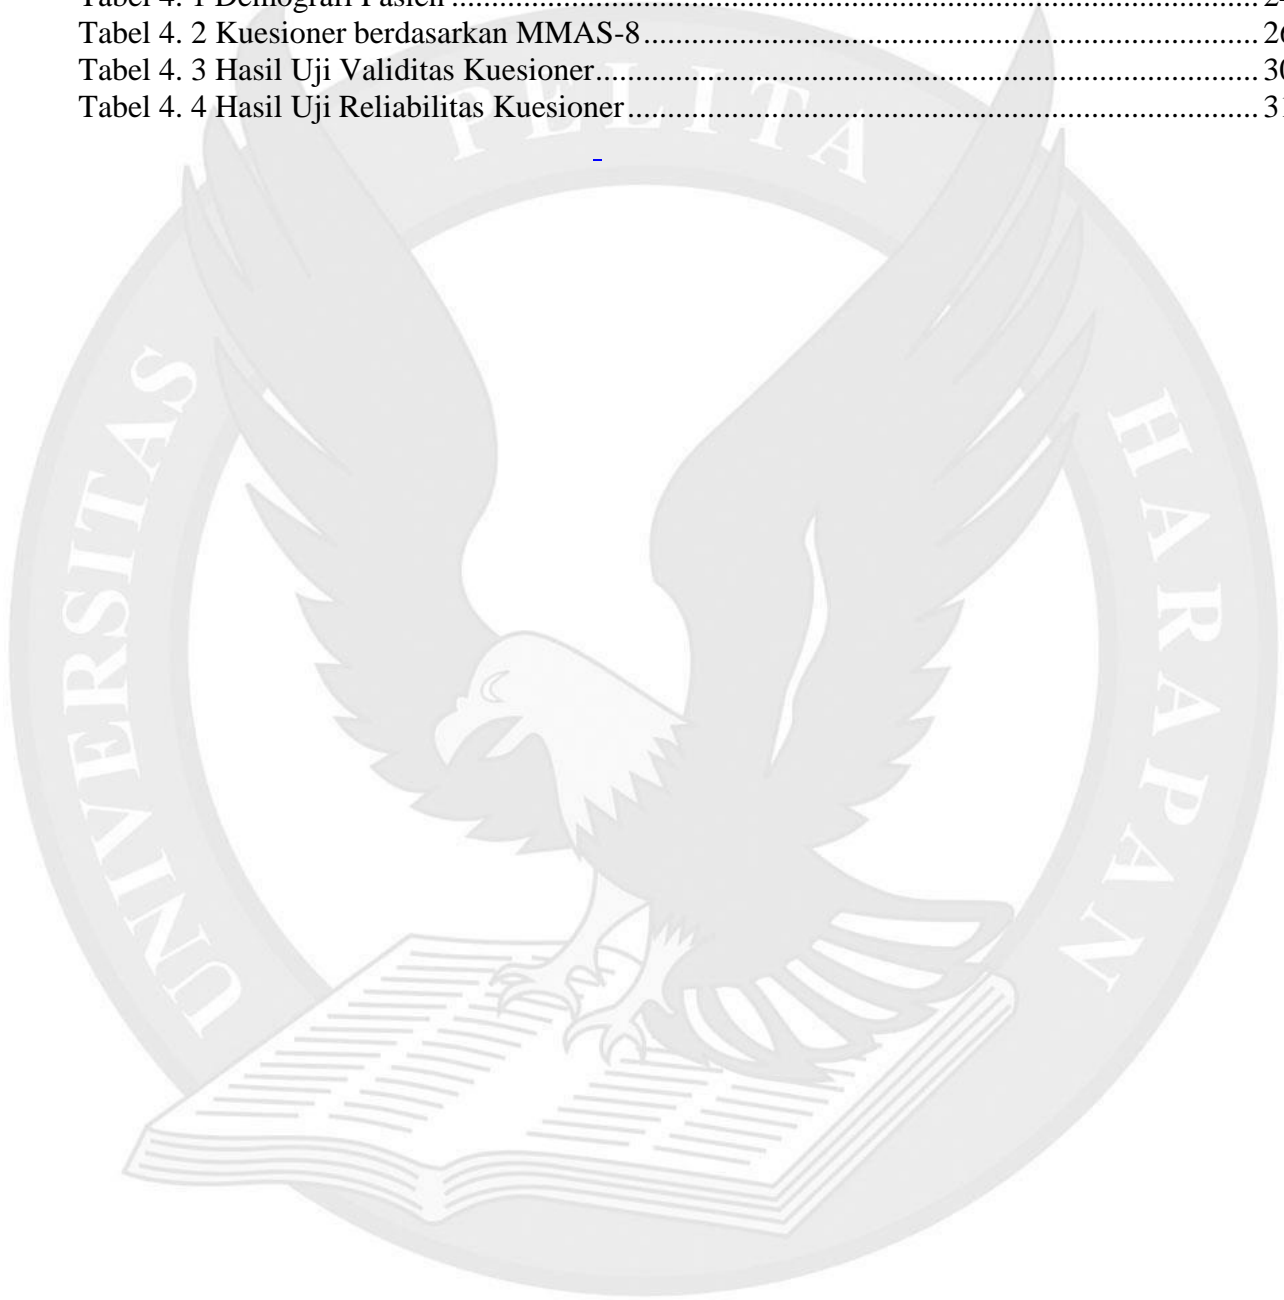 Tabel 4. 1 Demografi Pasien
Tabel 4. 2 Kuesioner berdasarkan MMAS-8
Tabel 4. 3 Hasil Uji Validitas Kuesioner
Tabel 4. 4 Hasil Uji Reliabilitas Kuesioner
UNIVERSITAS PELITA HARAPAN